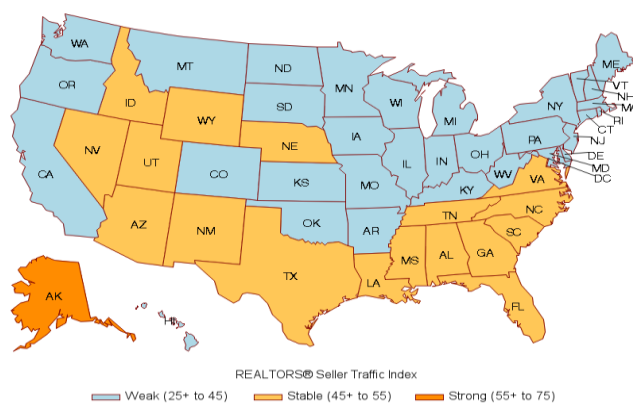 WA
MT
ND
MN
ME
OR
ID
SD
WI
MI
VT
NH
WY
NY
RI
CT
NV
UT
NE
IA
PA
NJ
CA
CO
KS
MO
IL
IN
OH
WV
DE
MD
DC
VA
KY
AZ
NM
OK
AR
TN
NC
SC
TX
LA
MS
AL
GA
FL
AK
HI
REALTORS® Seller Traffic Index
Weak (25+ to 45) Stable (45+ to 55) Strong (55+ to 75)